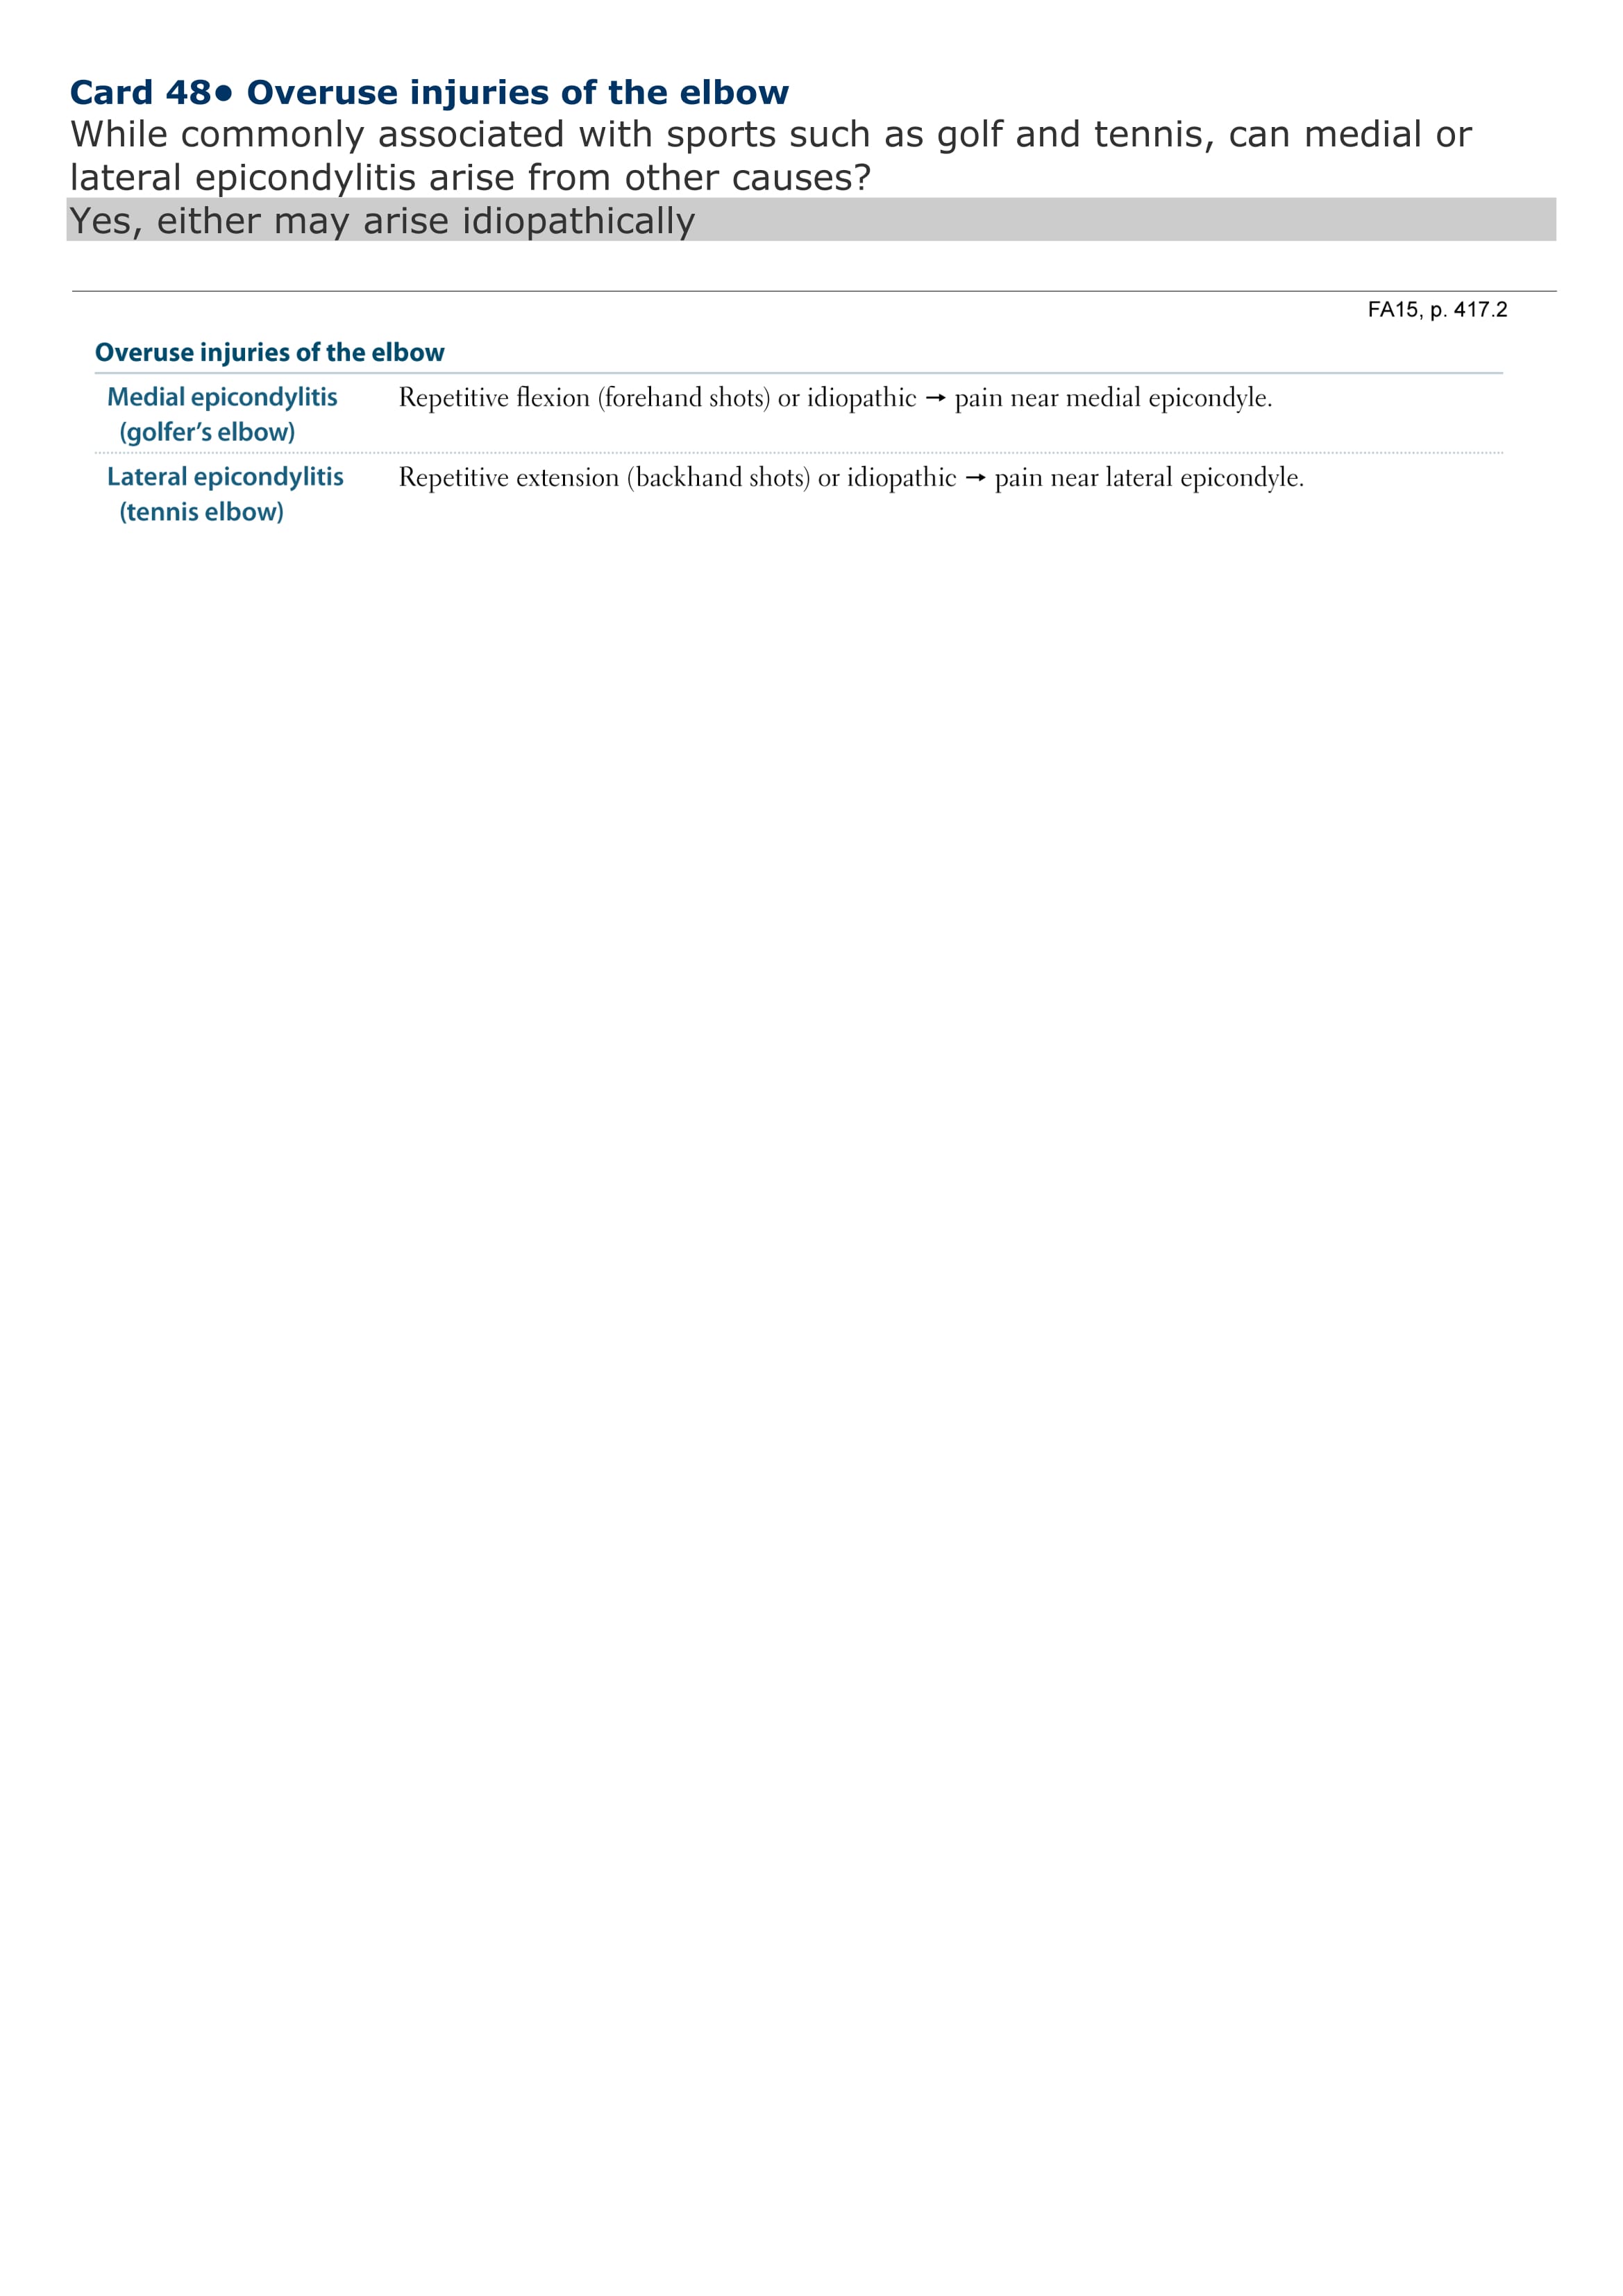 Card 48● Overuse injuries of the elbow
While commonly associated with sports such as golf and tennis, can medial or
lateral epicondylitis arise from other causes?
Yes, either may arise idiopathically
FA15, p. 417.2
Overuse injuries of the elbow
Medial epicondylitis Repetitive flexion (forehand shots) or idiopathic → pain near medial epicondyle.
(golfer’s elbow)
Lateral epicondylitis Repetitive extension (backhand shots) or idiopathic → pain near lateral epicondyle.
(tennis elbow)